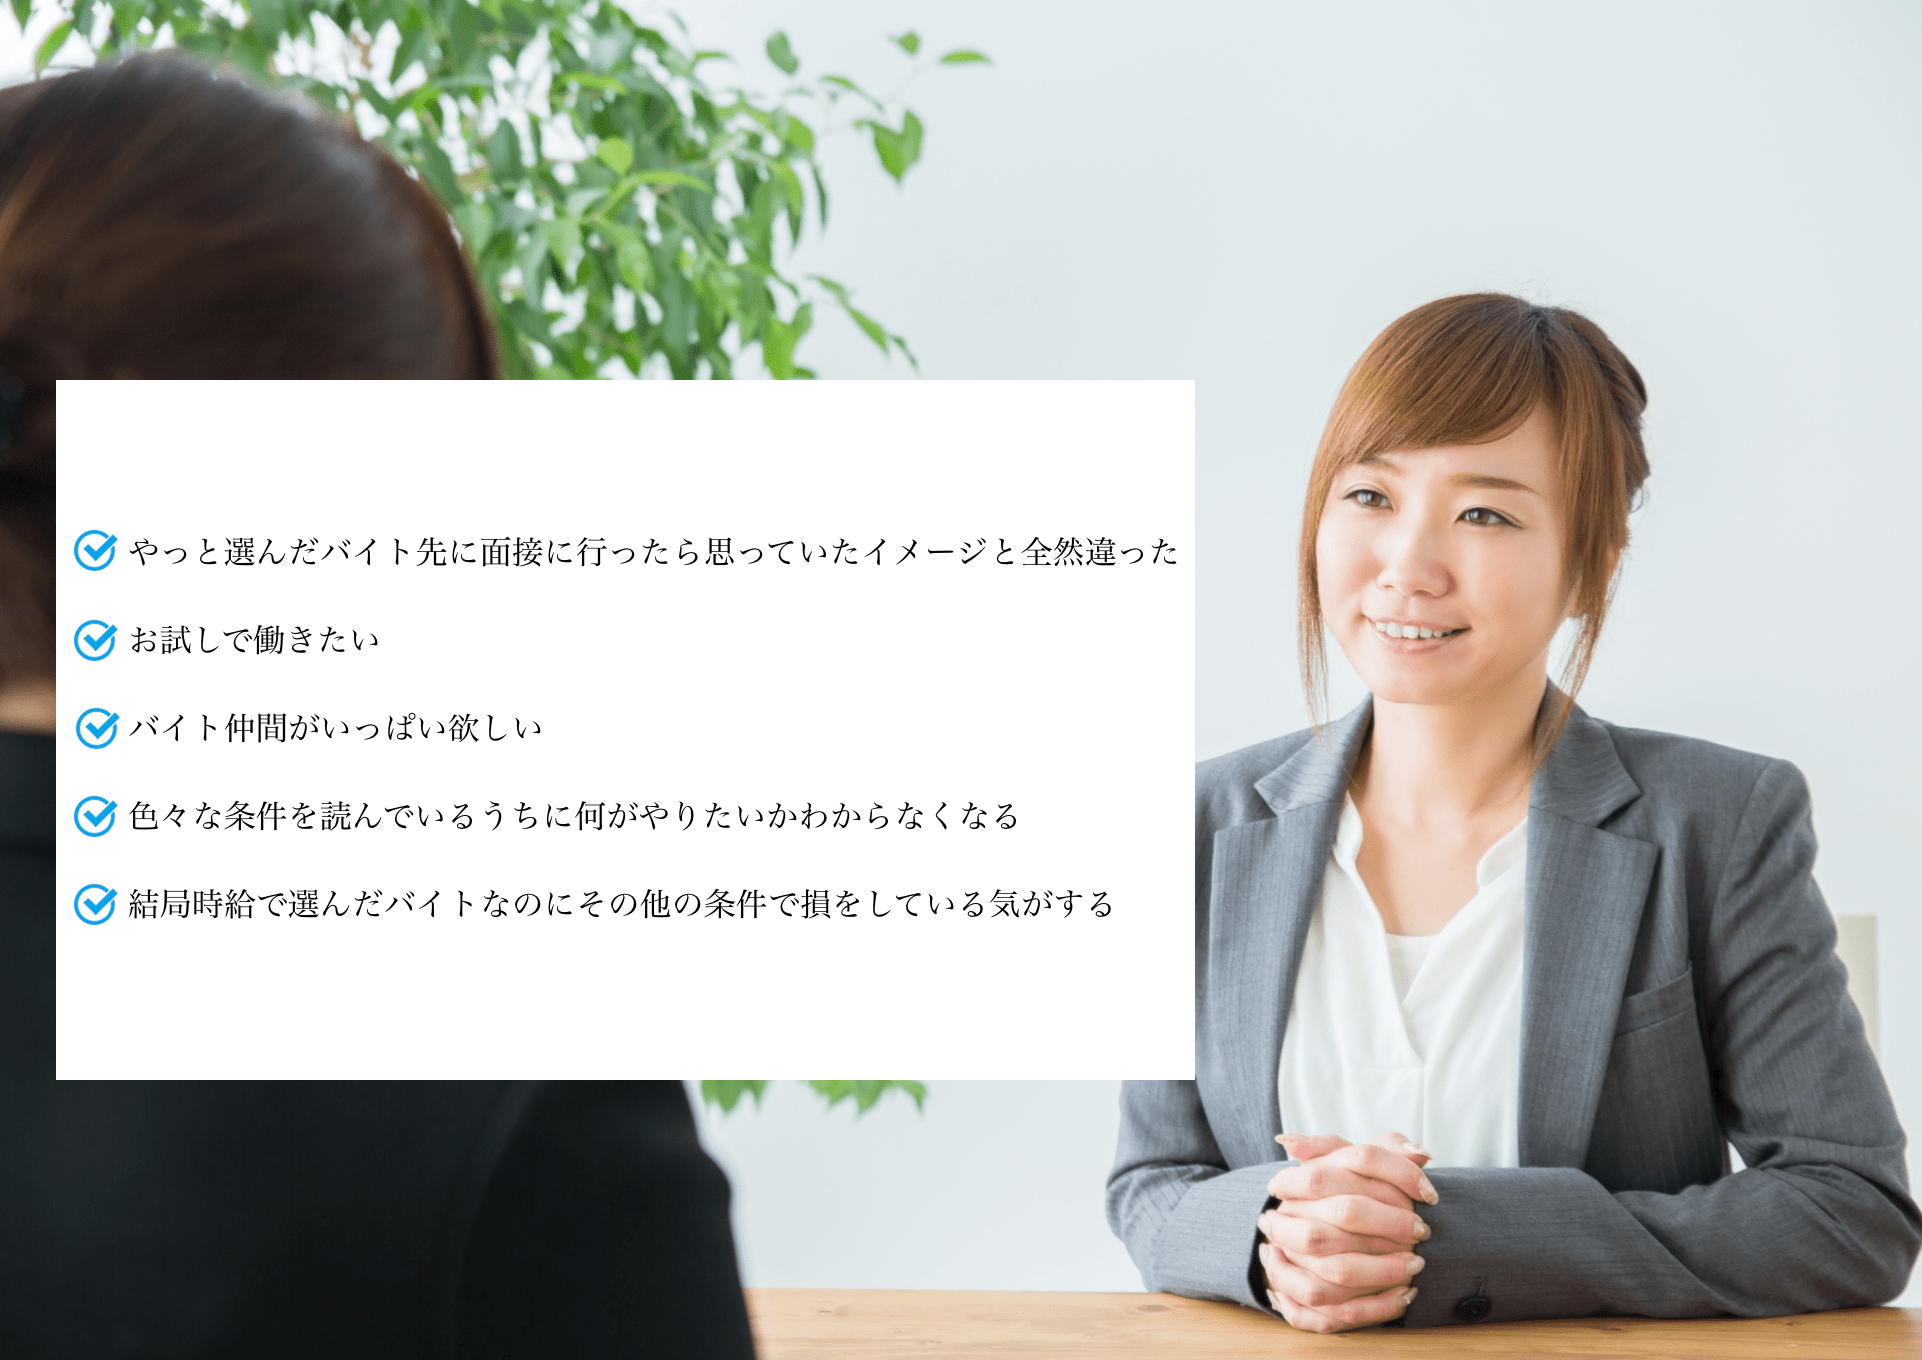 やっと選んだバイト先に面接に行ったら思っていたイメージと全然違った
お試しで働きたい
バイト仲間がいっぱい欲しい
色々な条件を読んでいるうちに何がやりたいかわからなくなる
結局時給で選んだバイトなのにその他の条件で損をしている気がする